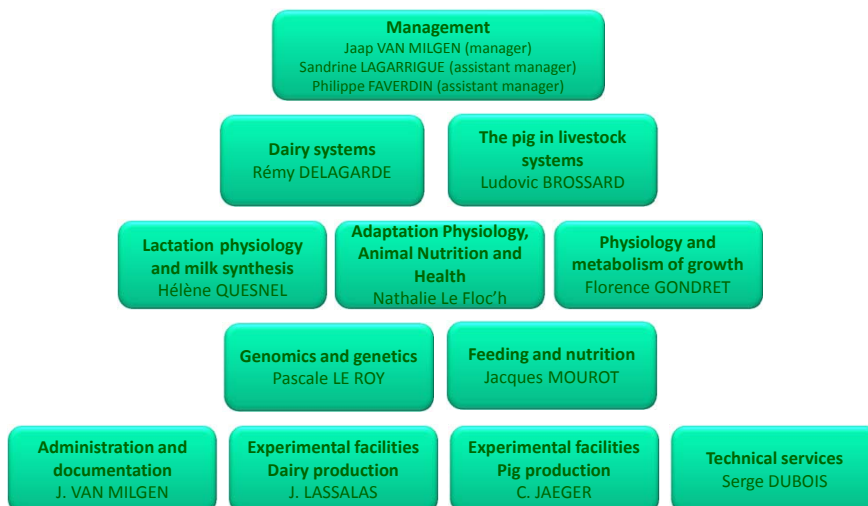 Management
Jaap VAN MILGEN (manager)
Sandrine LAGARRIGUE (assistant manager)
Philippe FAVERDIN (assistant manager)
Dairy systems
Rémy DELAGARDE
The pig in livestock
systems
Ludovic BROSSARD
Lactation physiology
and milk synthesis
Hélène QUESNEL
Adaptation Physiology,
Animal Nutrition and
Health
Nathalie Le Floc’h
Physiology and
metabolism of growth
Florence GONDRET
Genomics and genetics
Pascale LE ROY
Feeding and nutrition
Jacques MOUROT
Administration and
documentation
J. VAN MILGEN
Experimental facilities
Dairy production
J. LASSALAS
Experimental facilities
Pig production
C. JAEGER
Technical services
Serge DUBOIS